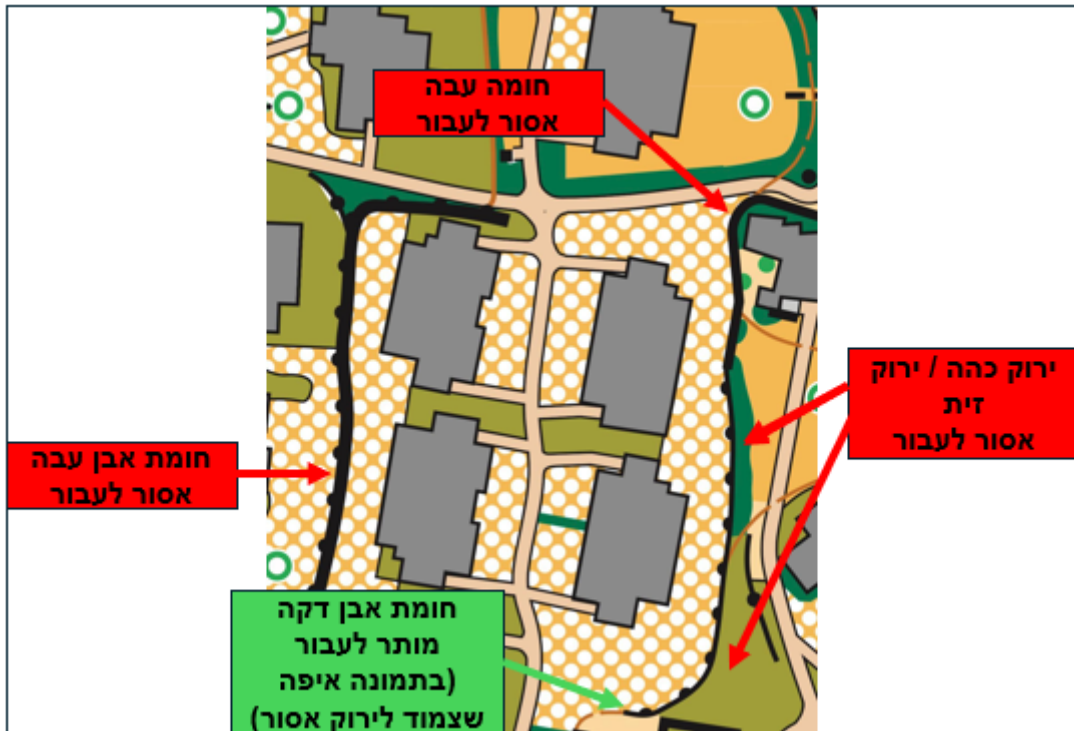 חומה עבה
אסור לעבור
ירוק כהה / ירוק
זית
אסור לעבור
חומת אבן עבה
אסור לעבור
חומת אבן דקה
מותר לעבור
(בתמונה איפה
שצמוד לירוק אסור)